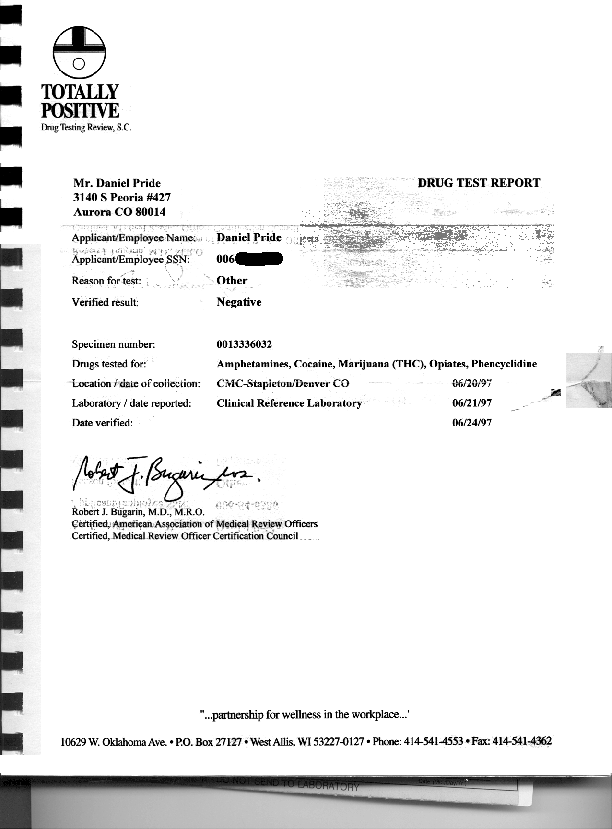 TOTALLY
POSITIVE
Drug Testing Review, S.C.
Mr. Daniel Pride
3140 S Peoria #427
Aurora CO 80014
DRUG TEST REPORT
Applicant/Employee Name: Daniel Pride
Applicant/Employee SSN: 006
Reason for test: Other
Verified result: Negative
Specimen number: 0013336032
Drugs tested for: Amphetamines, Cocaine, Marijuana (THC), Opiates, Phencyclidine
Location / date of collection: CMC-Stapleton/Denver CO 06/20/97
Laboratory / date reported: Clinical Reference Laboratory 06/21/97
Date verified: 06/24/97
Robert J. Bugarin
Robert J. Bugarin, M.D., M.R.O.
Certified, American Association of Medical Review Officers
Certified, Medical Review Officer Certification Council
"...partnership for wellness in the workplace..."
10629 W. Oklahoma Ave. • P.O. Box 27127 • West Allis, WI 53227-0127 • Phone: 414-541-4553 • Fax: 414-541-4362
NOT SEND TO LABORATORY